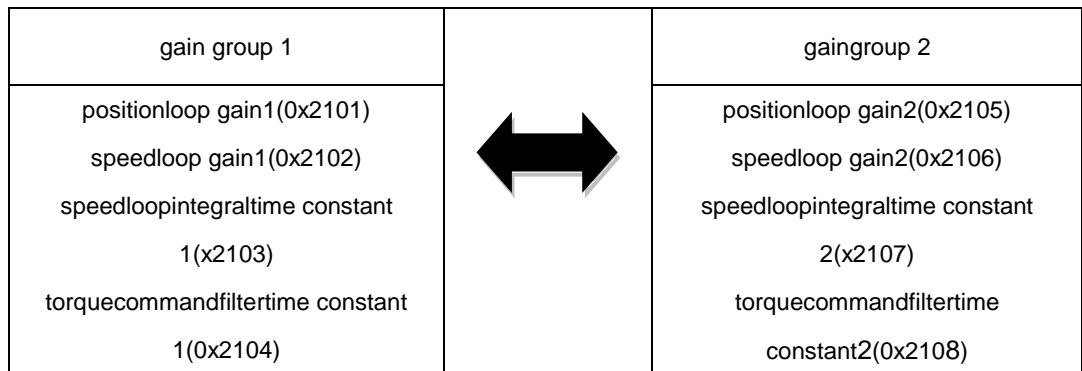 gain group 1
positionloop gain1(0x2101)
speedloop gain1(0x2102)
speedloopintegraltime constant
1(x2103)
torquecommandfiltertime constant
1(0x2104)
gaingroup 2
positionloop gain2(0x2105)
speedloop gain2(0x2106)
speedloopintegraltime constant
2(x2107)
torquecommandfiltertime
constant2(0x2108)